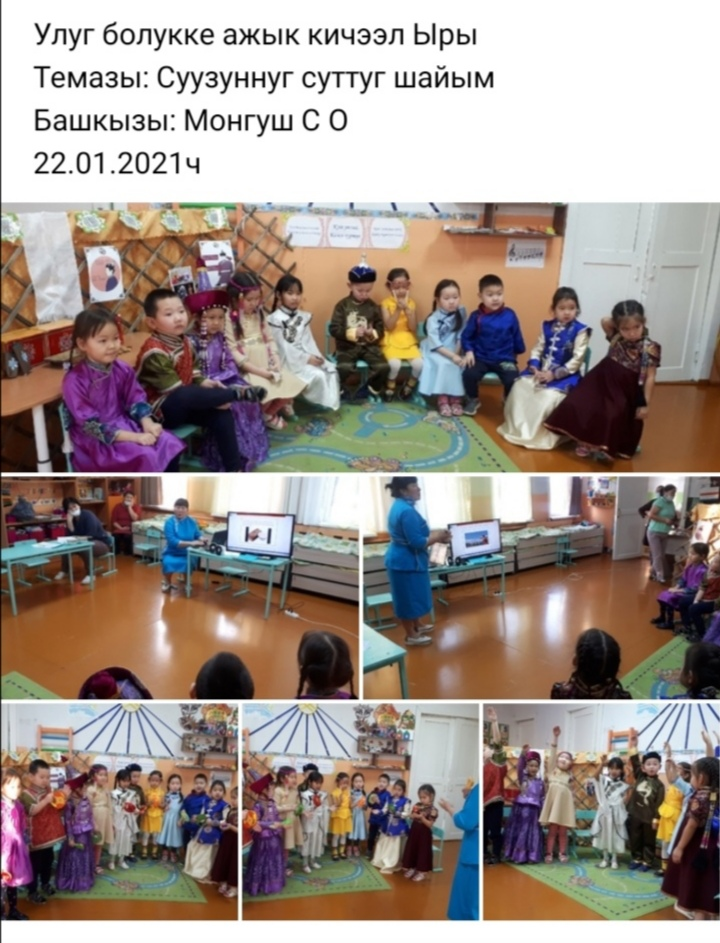 Улуг болукке ажык кичээл Ыры
Темазы: Суузуннуг суттуг шайым
Башкызы: Монгуш С О
22.01.2021ч